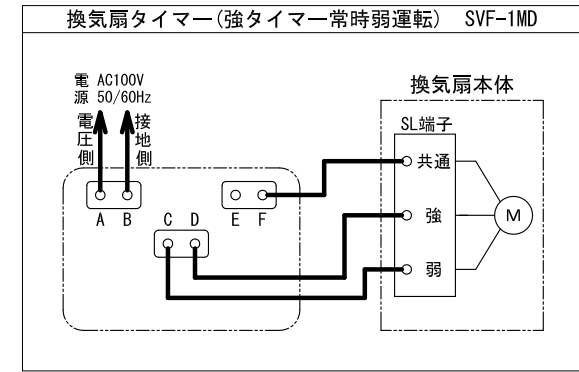 換気扇タイマー(強タイマー常時弱運転) SVF-1MD
電源 AC100V
50/60Hz
電圧側
接地側
換気扇本体
SL端子
共通
A B
E F
C D
強
M
弱